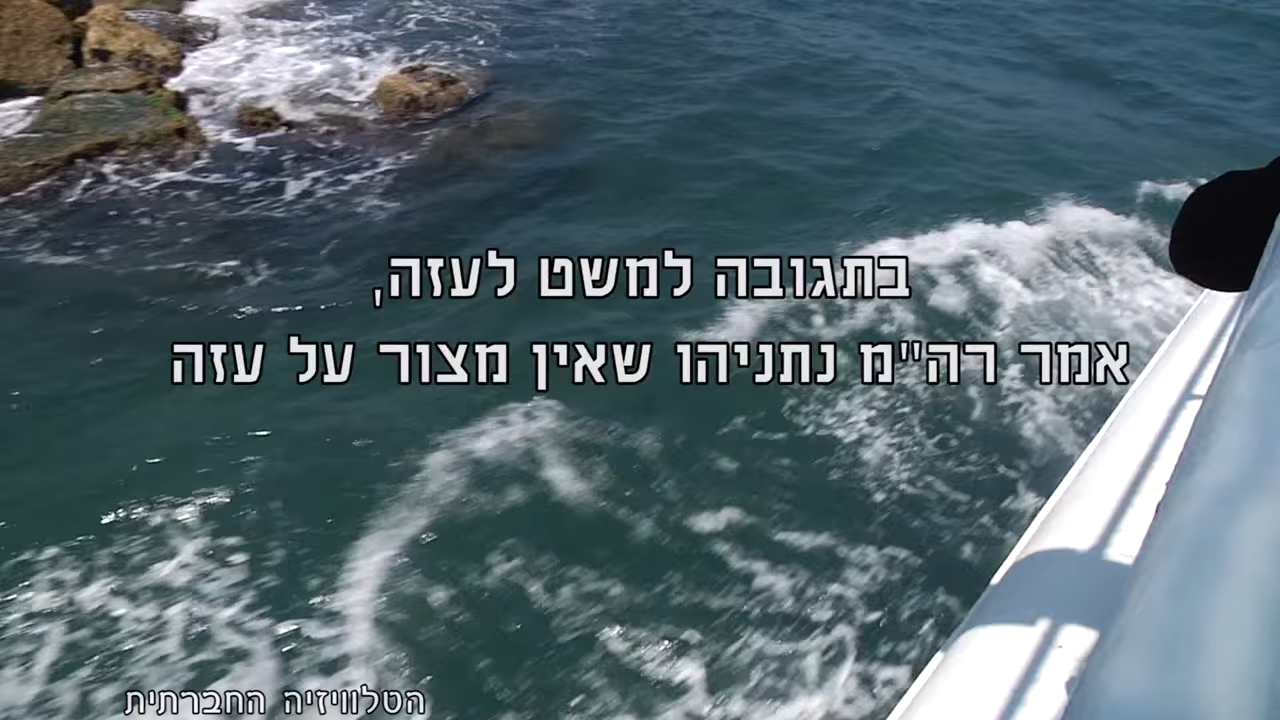 בתגובה למשט לעזה,
אמר רה"מ נתניהו שאין מצור על עזה
הטלוויזיה החברתית